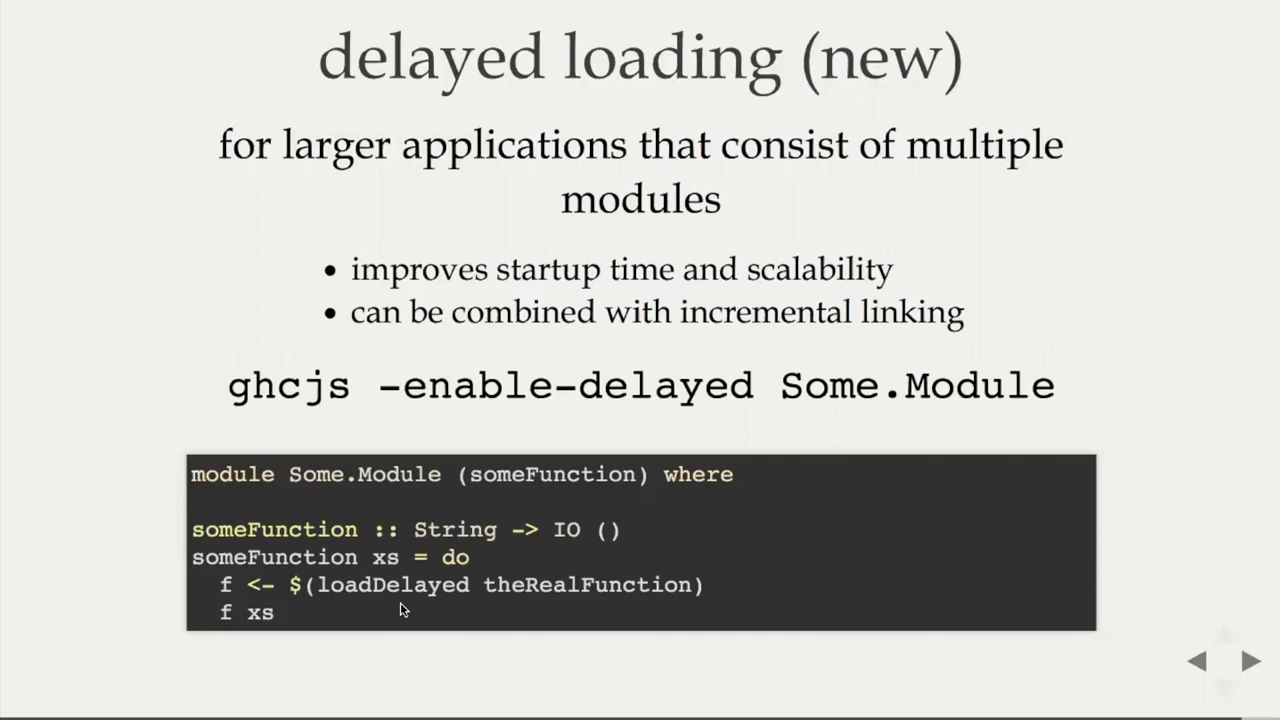 delayed loading (new)
for larger applications that consist of multiple
modules
• improves startup time and scalability
• can be combined with incremental linking
ghcjs -enable-delayed Some.Module
module Some.Module (someFunction) where
someFunction :: String -> IO ()
someFunction xs = do
  f <- $(loadDelayed theRealFunction)
  f xs